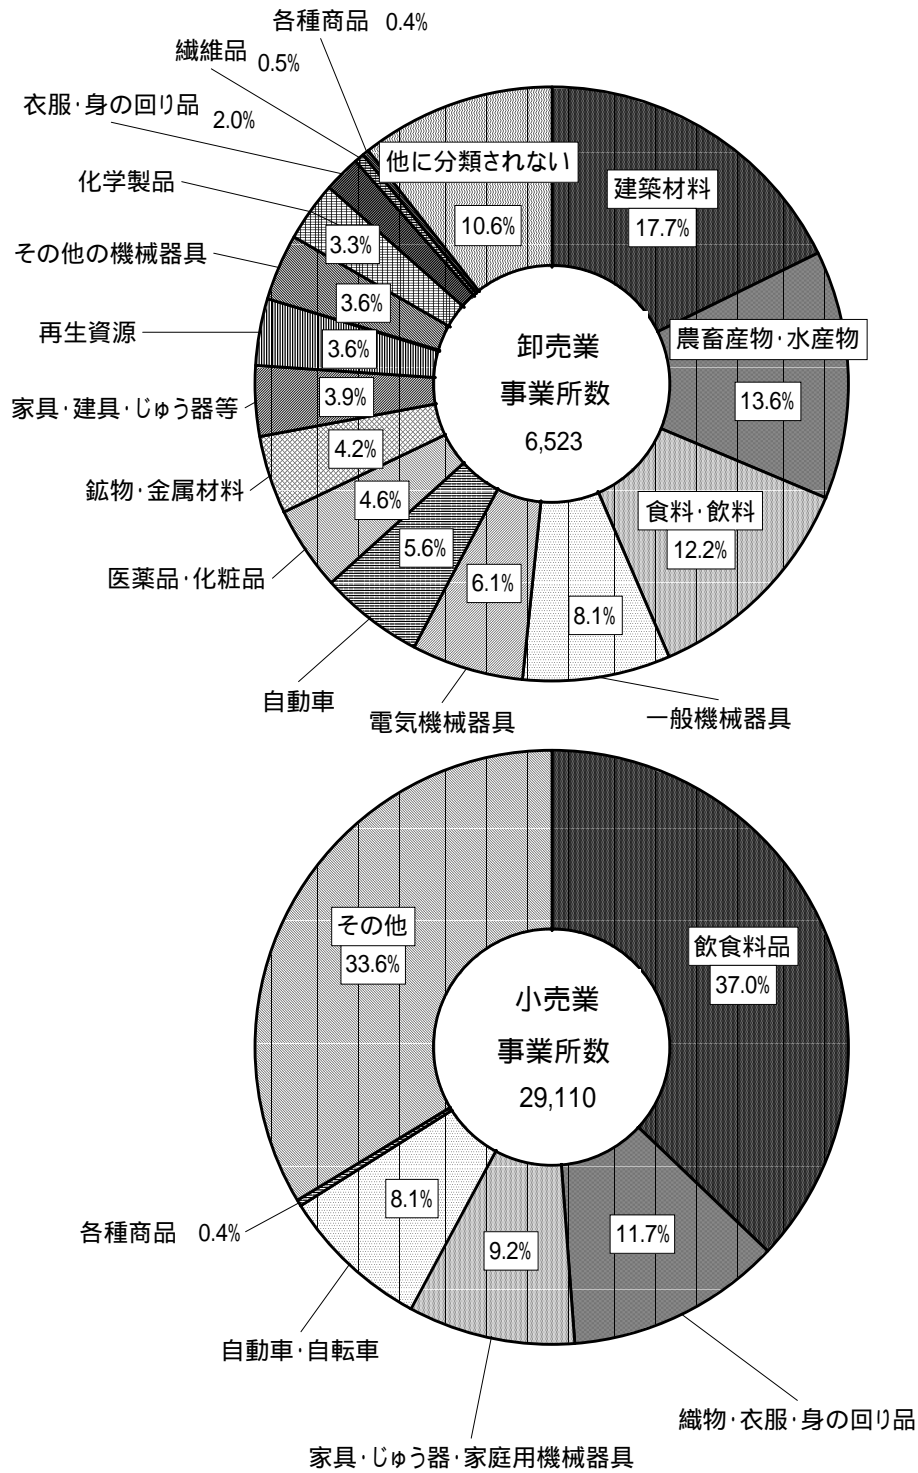 各種商品 0.4%
繊維品 0.5%
衣服・身の回り品 2.0%
化学製品
3.3%
その他の機械器具
3.6%
再生資源
3.6%
家具・建具・じゅう器等
3.9%
鉱物・金属材料
4.2%
医薬品・化粧品
4.6%
自動車
5.6%
電気機械器具
6.1%
一般機械器具
8.1%
食料・飲料
12.2%
農畜産物・水産物
13.6%
建築材料
17.7%
他に分類されない
10.6%
卸売業
事業所数
6,523
その他
33.6%
飲食料品
37.0%
小売業
事業所数
29,110
各種商品 0.4%
8.1%
自動車・自転車
9.2%
家具・じゅう器・家庭用機械器具
11.7%
織物・衣服・身の回り品